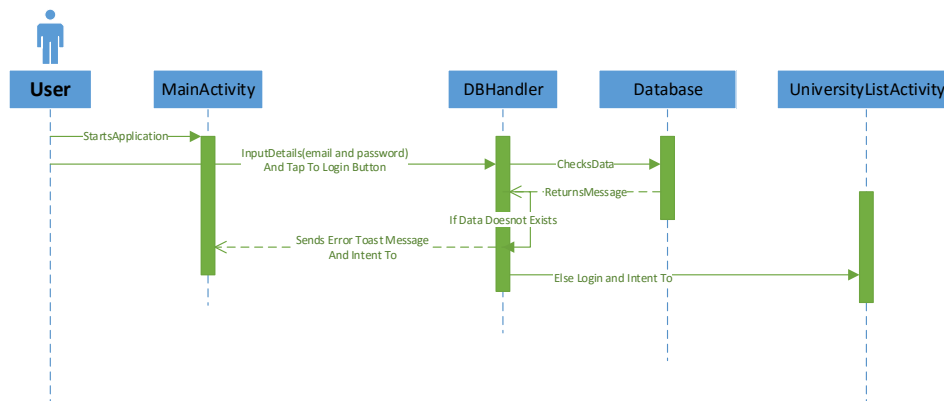 User
MainActivity
DBHandler
Database
UniversityListActivity
StartsApplication
InputDetails(email and password)
And Tap To Login Button
ChecksData
ReturnsMessage
If Data Doesnot Exists
Sends Error Toast Message
And Intent To
Else Login and Intent To